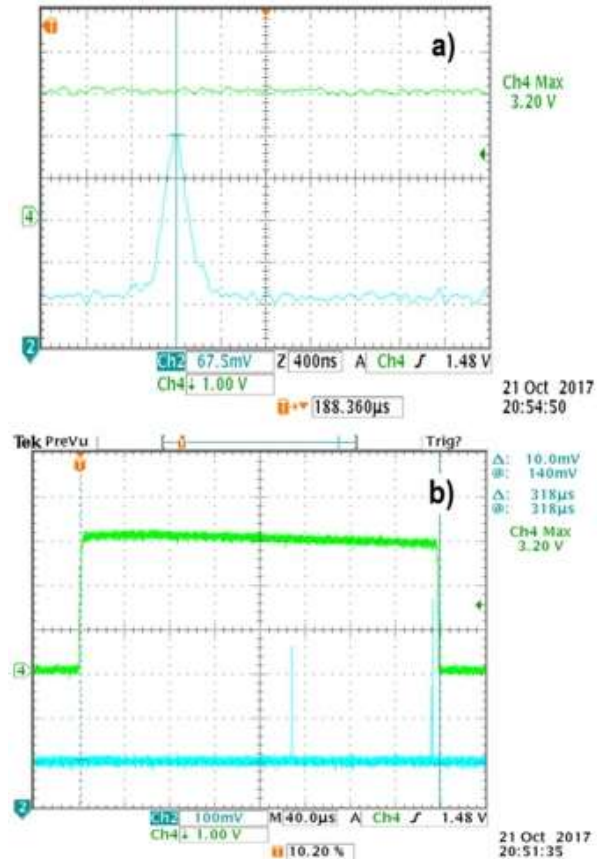 a)
Ch4 Max
3.20 V
4
2
Ch2 67.5mV Z 400ns A Ch4 ∫ 1.48 V
Ch4↓ 1.00 V
188.360µs
21 Oct 2017
20:54:50
Tek PreVu Trig?
b)
Δ: 10.0mV
@: 140mV
Δ: 318µs
@: 318µs
Ch4 Max
3.20 V
4
2
Ch2 100mV M 40.0µs A Ch4 ∫ 1.48 V
Ch4↓ 1.00 V
10.20 %
21 Oct 2017
20:51:35